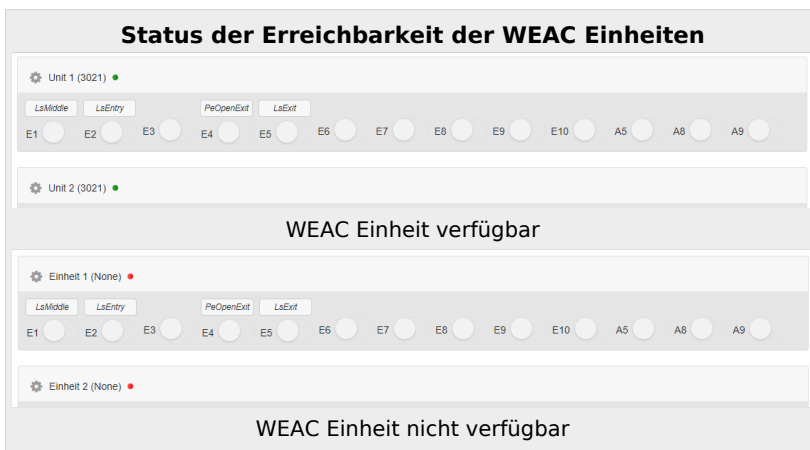 Status der Erreichbarkeit der WEAC Einheiten
Unit 1 (3021)
LsMiddle LsEntry PeOpenExit LsExit
E1 E2 E3 E4 E5 E6 E7 E8 E9 E10 A5 A8 A9
Unit 2 (3021)
WEAC Einheit verfügbar
Einheit 1 (None)
LsMiddle LsEntry PeOpenExit LsExit
E1 E2 E3 E4 E5 E6 E7 E8 E9 E10 A5 A8 A9
Einheit 2 (None)
WEAC Einheit nicht verfügbar